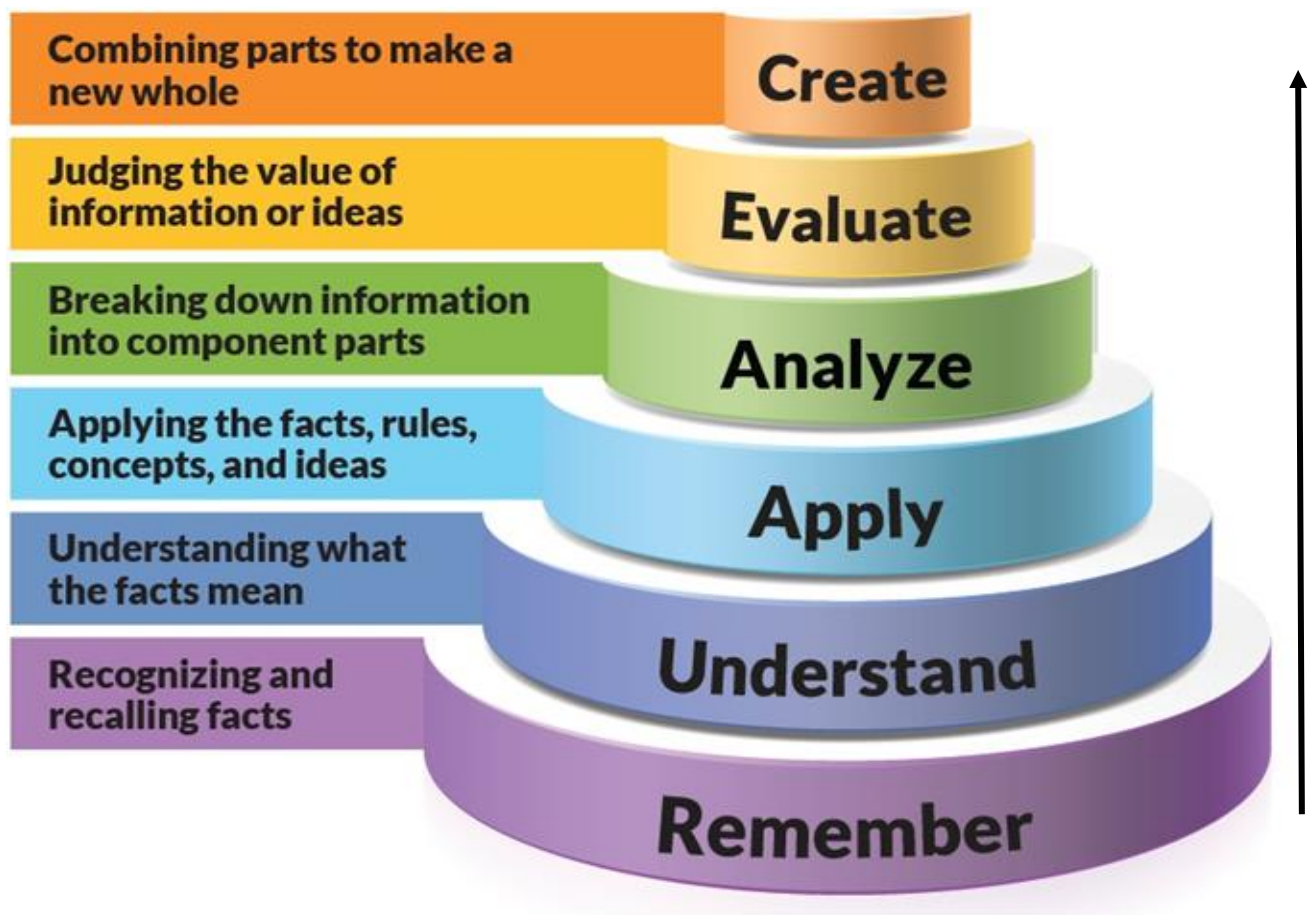 Combining parts to make a
new whole
Create
Judging the value of
information or ideas
Evaluate
Breaking down information
into component parts
Analyze
Applying the facts, rules,
concepts, and ideas
Apply
Understanding what
the facts mean
Understand
Recognizing and
recalling facts
Remember